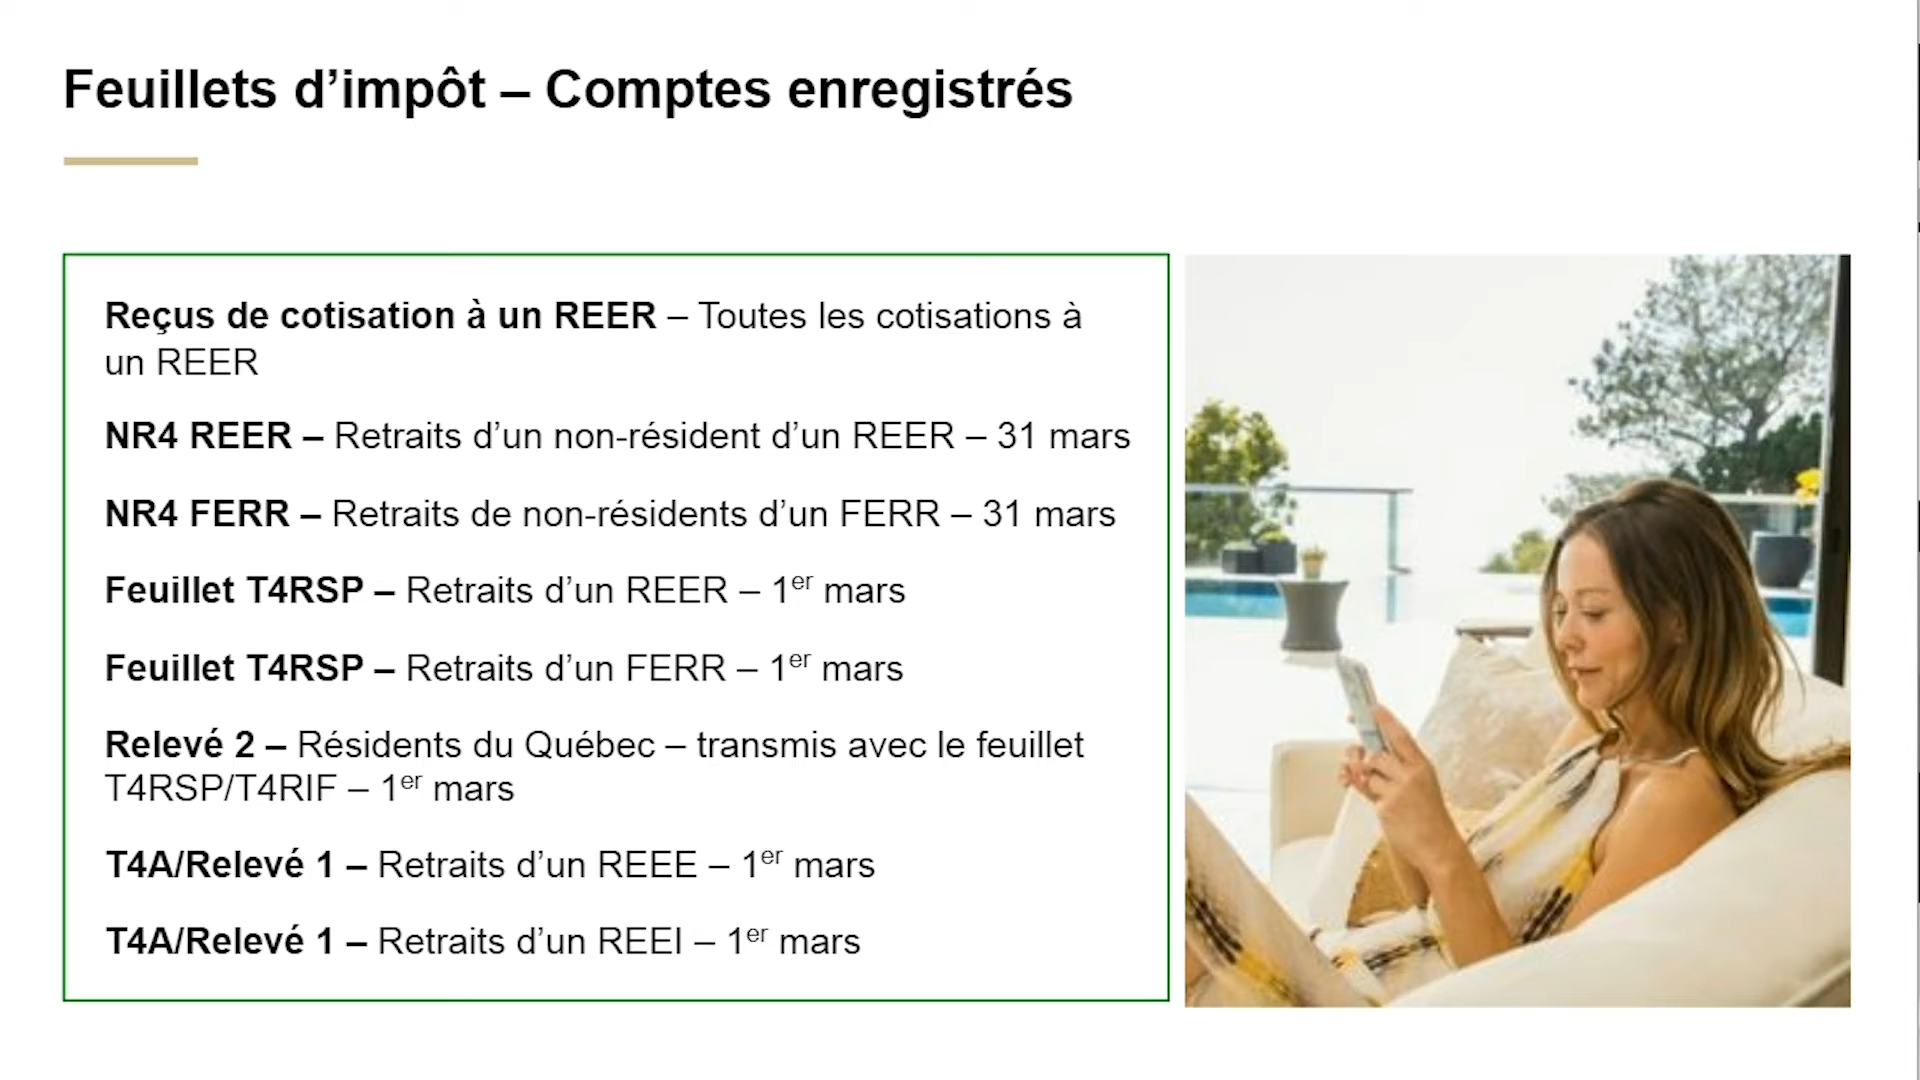 Feuillets d’impôt – Comptes enregistrés
Reçus de cotisation à un REER – Toutes les cotisations à
un REER
NR4 REER – Retraits d’un non-résident d’un REER – 31 mars
NR4 FERR – Retraits de non-résidents d’un FERR – 31 mars
Feuillet T4RSP – Retraits d’un REER – 1er mars
Feuillet T4RSP – Retraits d’un FERR – 1er mars
Relevé 2 – Résidents du Québec – transmis avec le feuillet
T4RSP/T4RIF – 1er mars
T4A/Relevé 1 – Retraits d’un REEE – 1er mars
T4A/Relevé 1 – Retraits d’un REEI – 1er mars